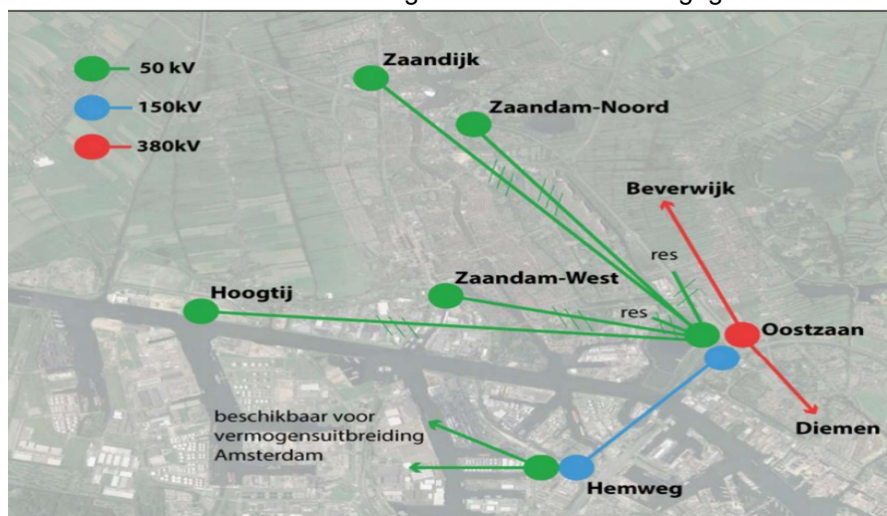 50 kV
150kV
380kV
Zaandijk
Zaandam-Noord
Beverwijk
res
Hoogtij
Zaandam-West
res
Oostzaan
beschikbaar voor
vermogensuitbreiding
Amsterdam
Diemen
Hemweg